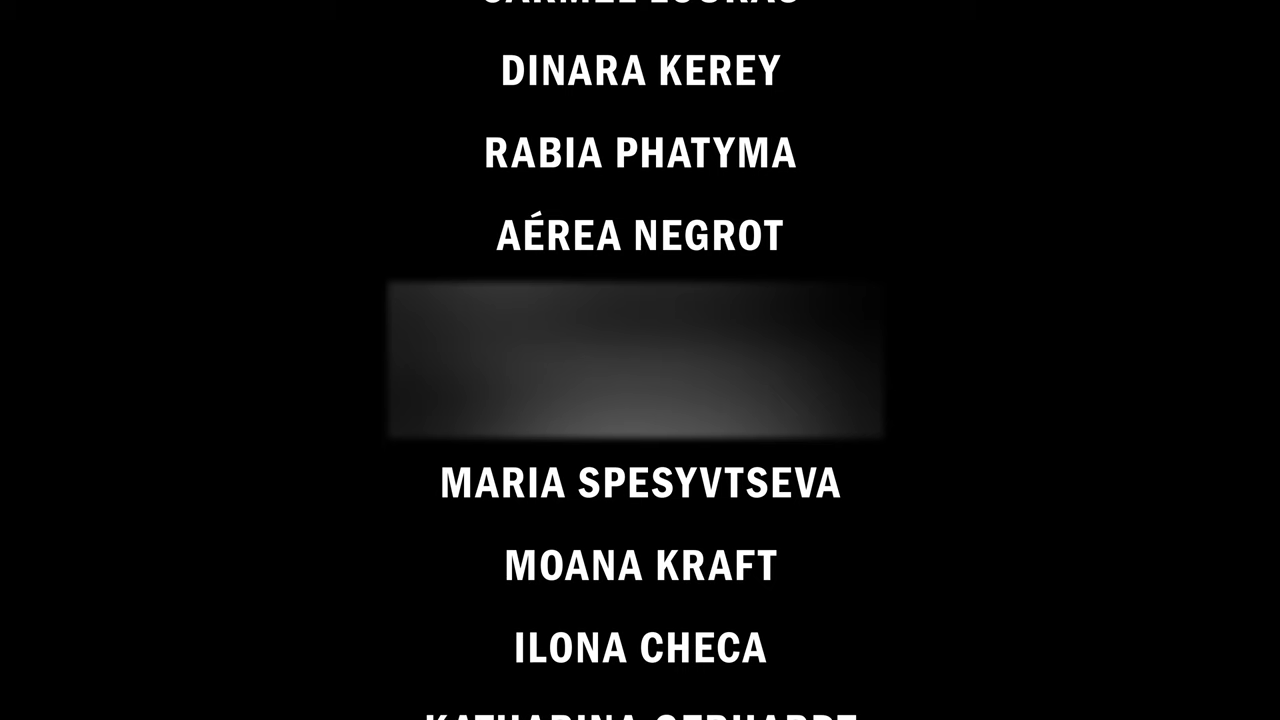 DINARA KEREY
RABIA PHATYMA
AÉREA NEGROT
MARIA SPESYVTSEVA
MOANA KRAFT
ILONA CHECA